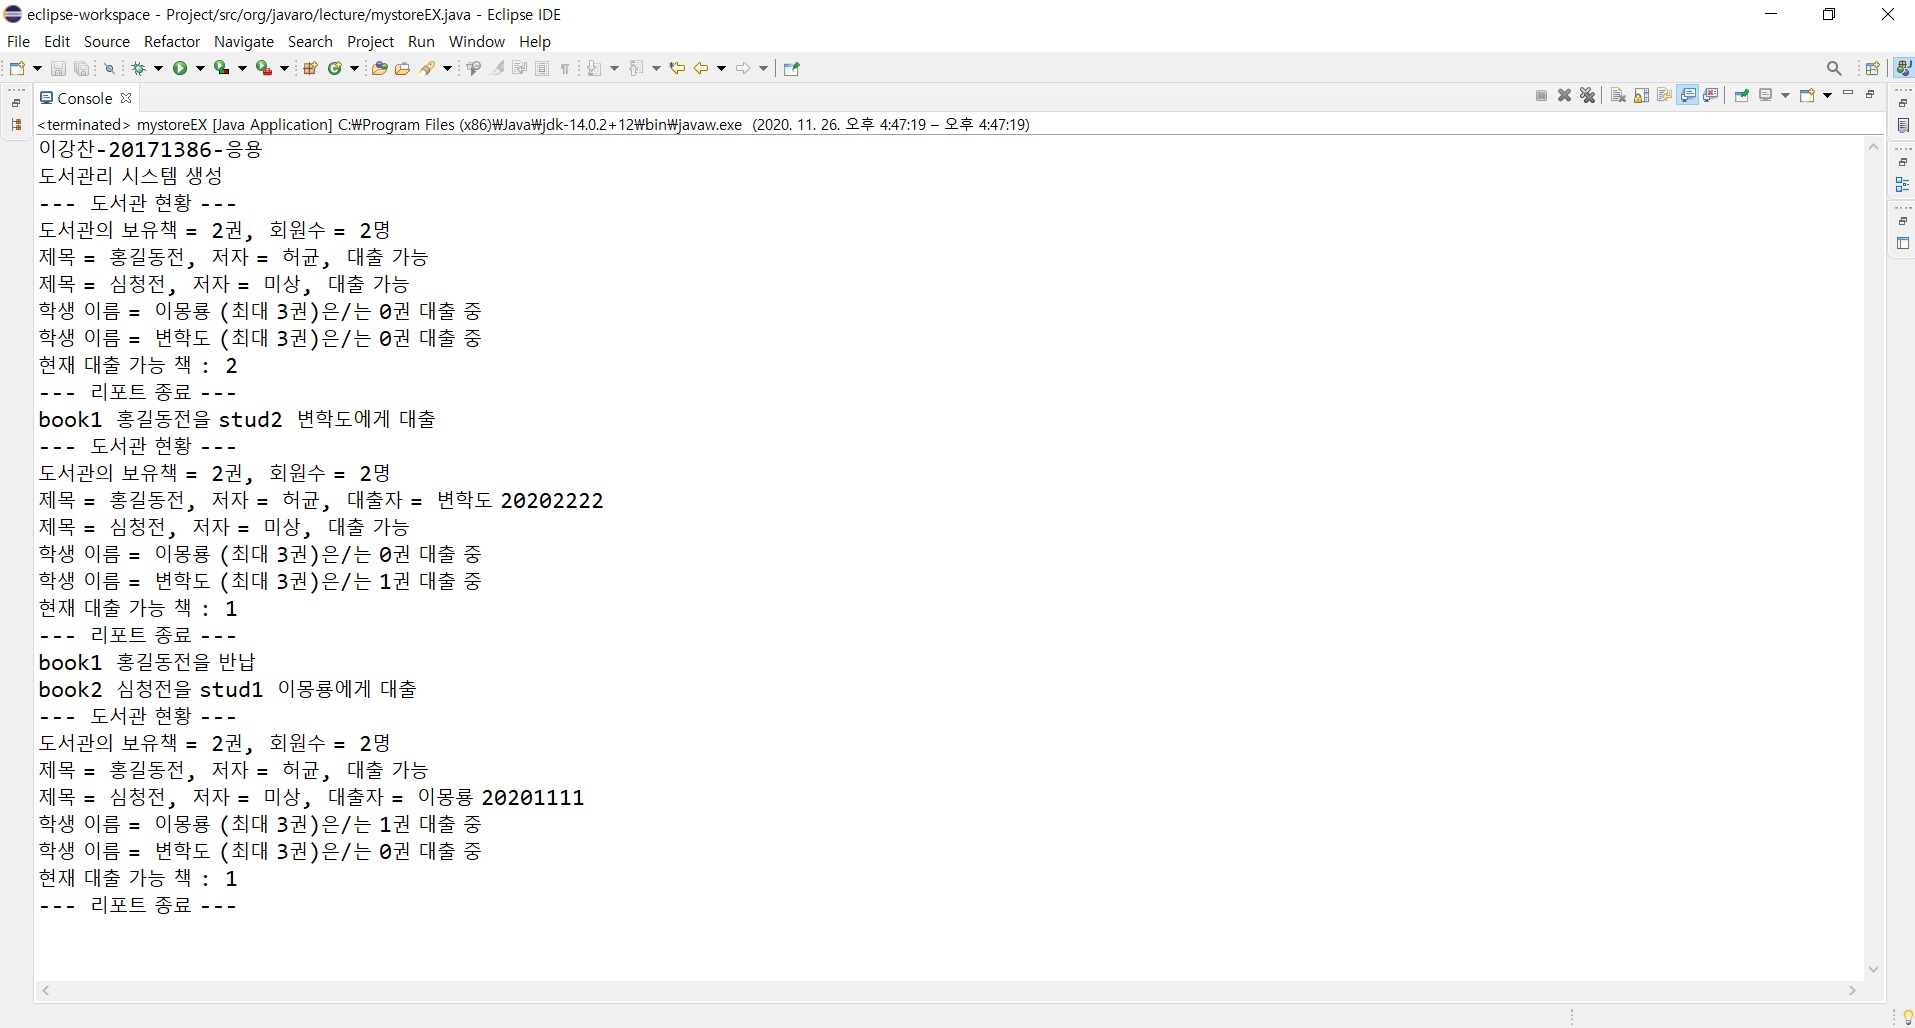 eclipse-workspace - Project/src/org/javaro/lecture/mystoreEX.java - Eclipse IDE
File Edit Source Refactor Navigate Search Project Run Window Help
Console
<terminated> mystoreEX [Java Application] C:₩Program Files (x86)₩Java₩jdk-14.0.2+12₩bin₩javaw.exe (2020. 11. 26. 오후 4:47:19 – 오후 4:47:19)
이강찬-20171386-응용
도서관리 시스템 생성
--- 도서관 현황 ---
도서관의 보유책 = 2권, 회원수 = 2명
제목 = 홍길동전, 저자 = 허균, 대출 가능
제목 = 심청전, 저자 = 미상, 대출 가능
학생 이름 = 이몽룡 (최대 3권)은/는 0권 대출 중
학생 이름 = 변학도 (최대 3권)은/는 0권 대출 중
현재 대출 가능 책 : 2
--- 리포트 종료 ---
book1 홍길동전을 stud2 변학도에게 대출
--- 도서관 현황 ---
도서관의 보유책 = 2권, 회원수 = 2명
제목 = 홍길동전, 저자 = 허균, 대출자 = 변학도 20202222
제목 = 심청전, 저자 = 미상, 대출 가능
학생 이름 = 이몽룡 (최대 3권)은/는 0권 대출 중
학생 이름 = 변학도 (최대 3권)은/는 1권 대출 중
현재 대출 가능 책 : 1
--- 리포트 종료 ---
book1 홍길동전을 반납
book2 심청전을 stud1 이몽룡에게 대출
--- 도서관 현황 ---
도서관의 보유책 = 2권, 회원수 = 2명
제목 = 홍길동전, 저자 = 허균, 대출 가능
제목 = 심청전, 저자 = 미상, 대출자 = 이몽룡 20201111
학생 이름 = 이몽룡 (최대 3권)은/는 1권 대출 중
학생 이름 = 변학도 (최대 3권)은/는 0권 대출 중
현재 대출 가능 책 : 1
--- 리포트 종료 ---